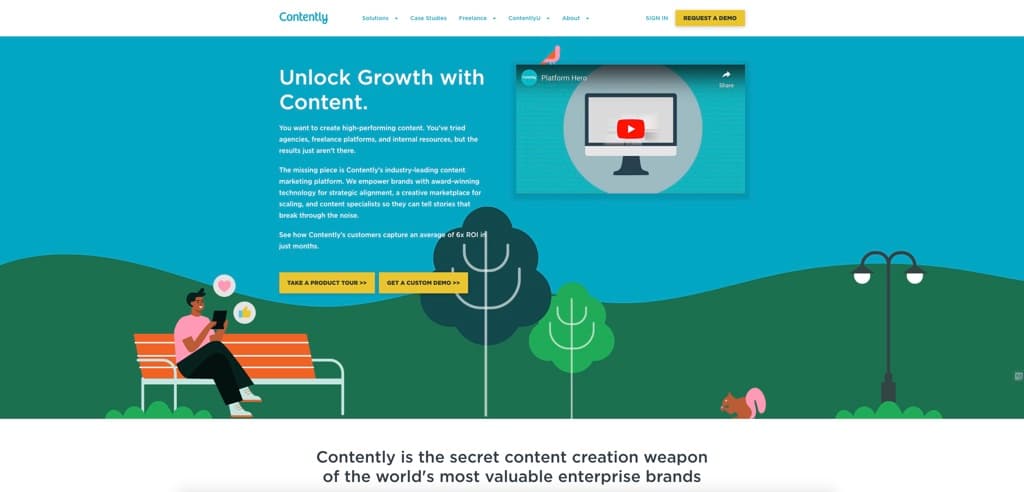 Contently
Solutions
Case Studies
Freelance
ContentlyU
About
SIGN IN
REQUEST A DEMO
Unlock Growth with
Content.
You want to create high-performing content. You've tried
agencies, freelance platforms, and internal resources, but the
results just aren't there.
The missing piece is Contently's industry-leading content
marketing platform. We empower brands with award-winning
technology for strategic alignment, a creative marketplace for
scaling, and content specialists so they can tell stories that
break through the noise.
See how Contently's customers capture an average of 6x ROI in
just months.
TAKE A PRODUCT TOUR >>
GET A CUSTOM DEMO >>
Platform Hero
Share
Contently is the secret content creation weapon
of the world's most valuable enterprise brands